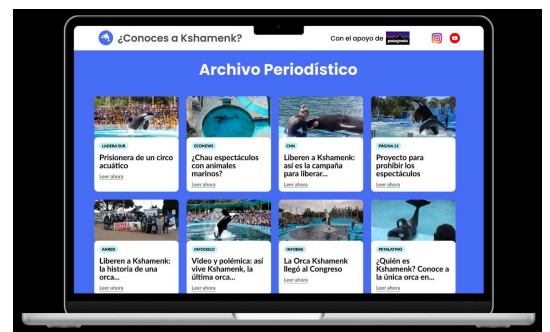 ¿Conoces a Kshamenk?
Con el apoyo de
patagonia
Archivo Periodístico
LADERA SUR
Prisionera de un circo
acuático
Leer ahora
ECONEWS
¿Chau espectáculos
con animales
marinos?
Leer ahora
CNN
Liberen a Kshamenk:
así es la campaña
para liberar...
Leer ahora
PÁGINA 12
Proyecto para
prohibir los
espectáculos
Leer ahora
ANRED
Liberen a Kshamenk:
la historia de una
orca...
Leer ahora
INFOCIELO
Video y polémica: así
vive Kshamenk, la
última orca...
Leer ahora
INFOBAE
La Orca Kshamenk
llegó al Congreso
Leer ahora
PETALATINO
¿Quién es
Kshamenk? Conoce a
la única orca en...
Leer ahora